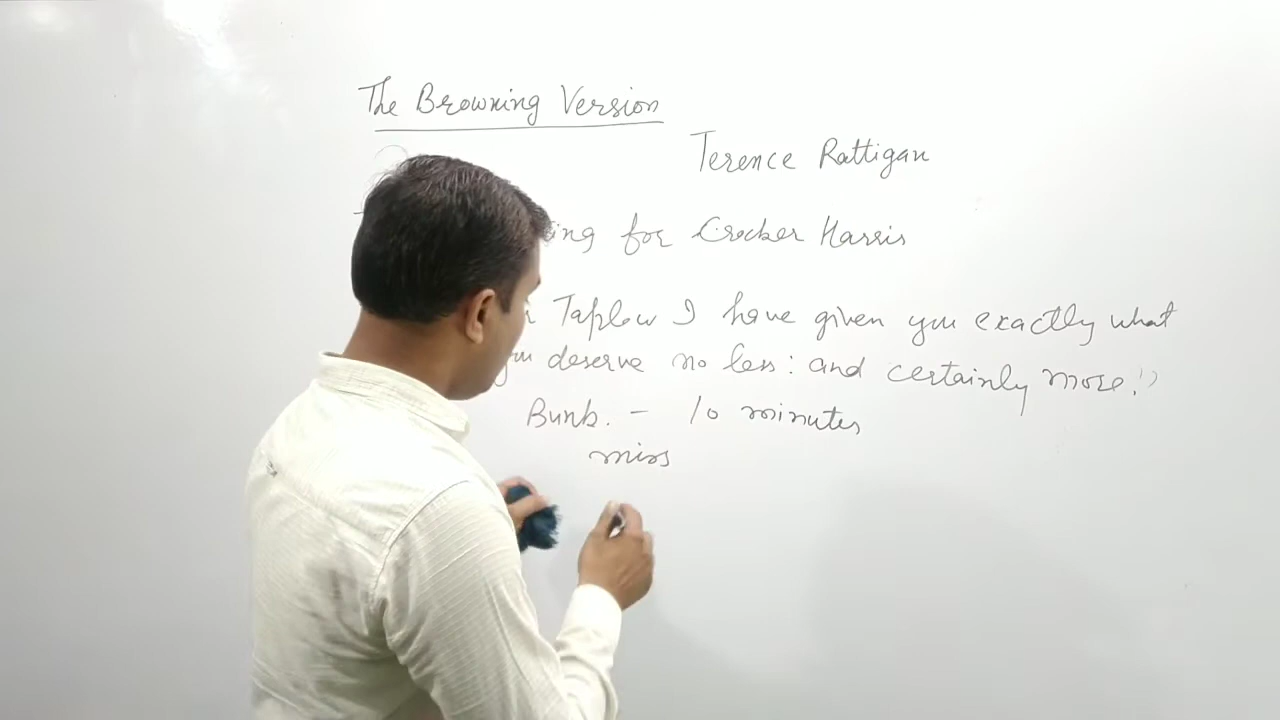 The Browning Version
Terence Rattigan
ing for Crocker Harris
Taplow I have given you exactly what
deserve no less: and certainly more."
Bunk. - 10 minutes
miss